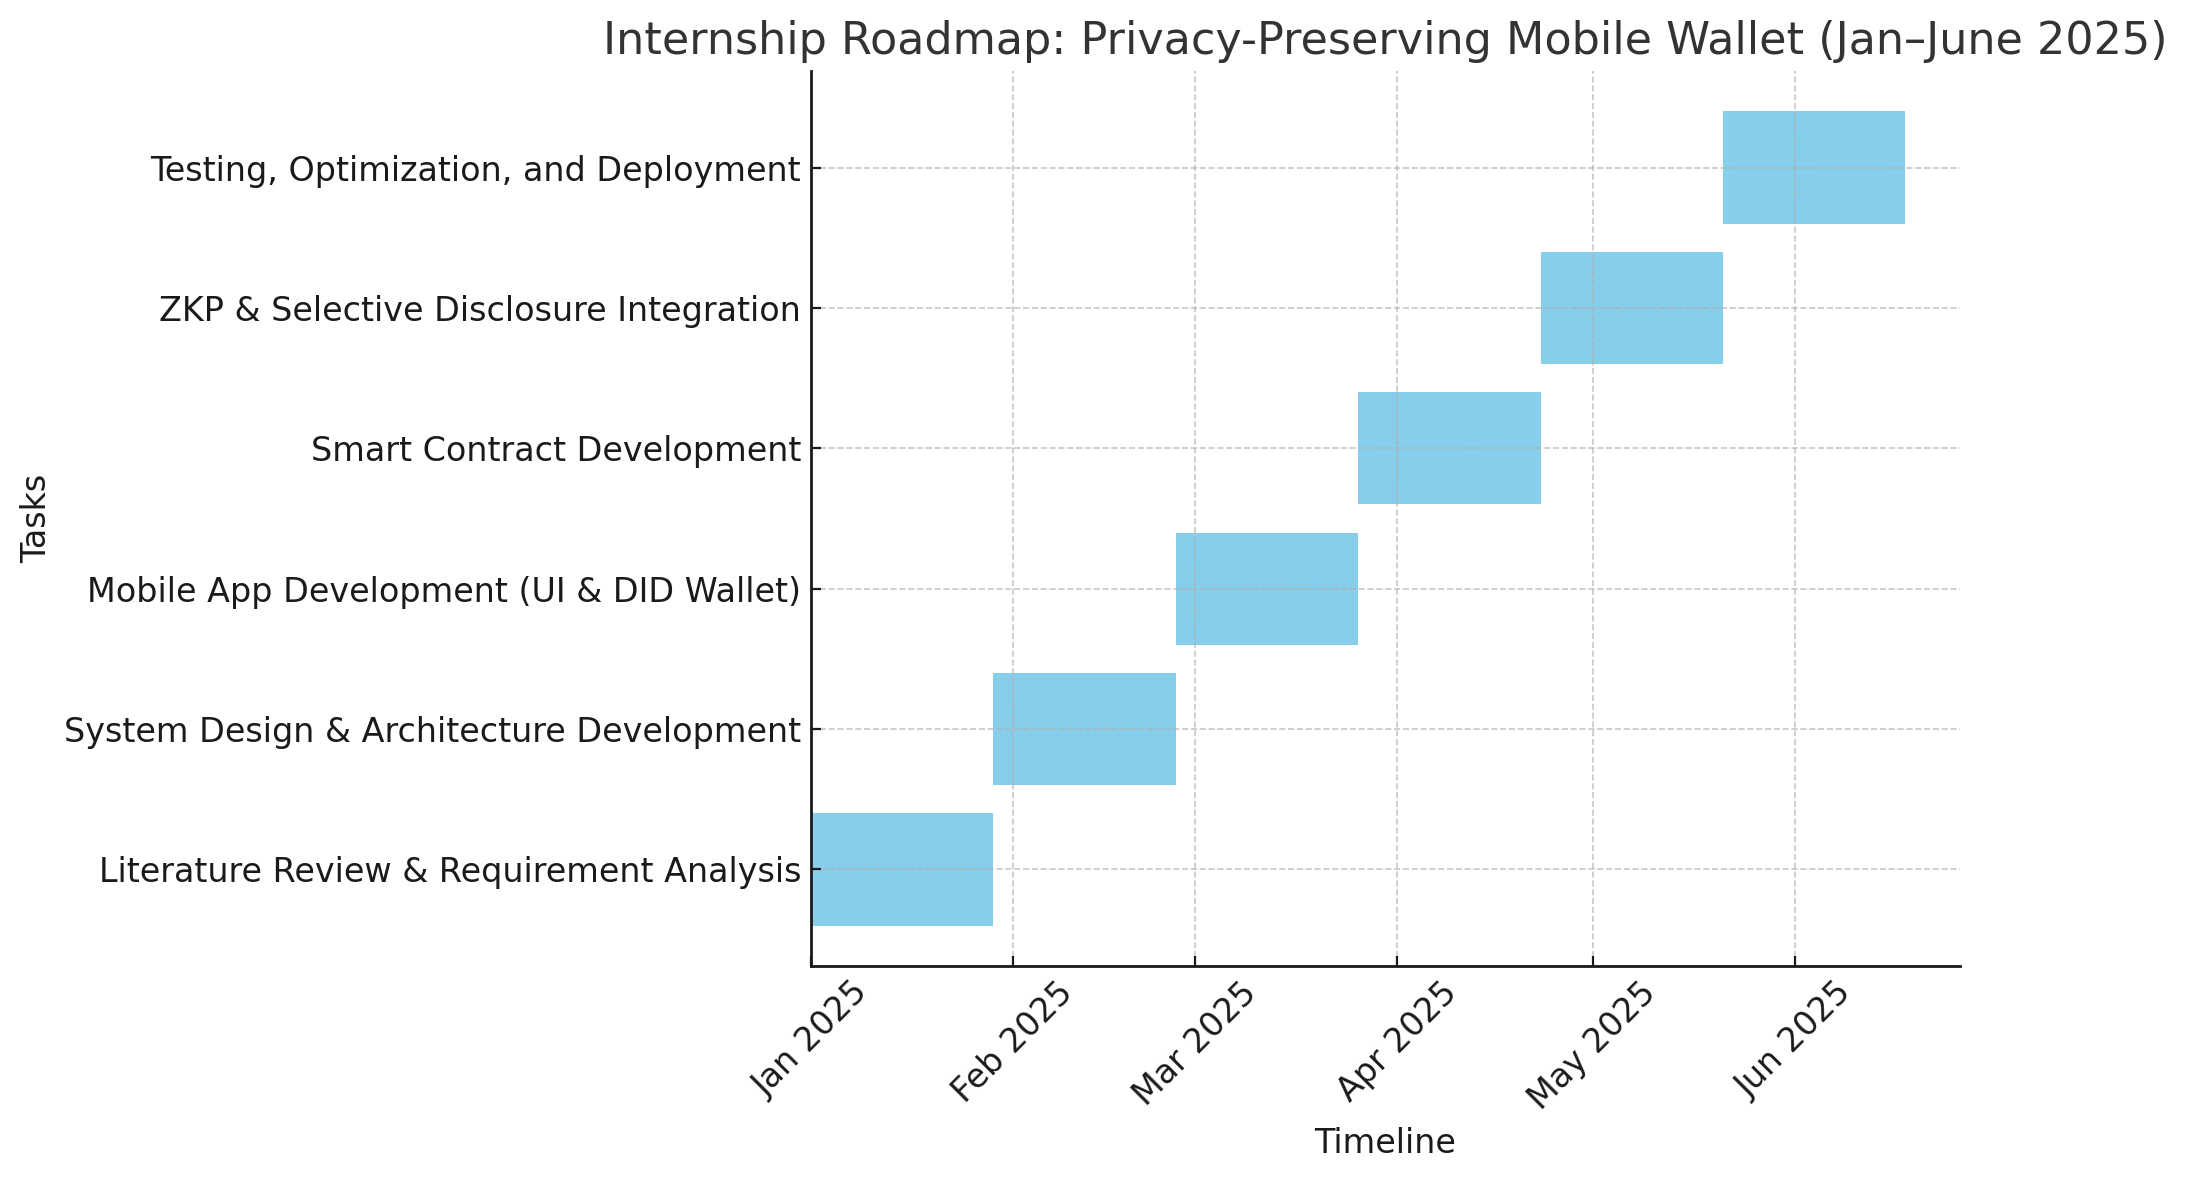 Internship Roadmap: Privacy-Preserving Mobile Wallet (Jan–June 2025)
Testing, Optimization, and Deployment
ZKP & Selective Disclosure Integration
Smart Contract Development
Mobile App Development (UI & DID Wallet)
System Design & Architecture Development
Literature Review & Requirement Analysis
Tasks
Jan 2025
Feb 2025
Mar 2025
Apr 2025
May 2025
Jun 2025
Timeline